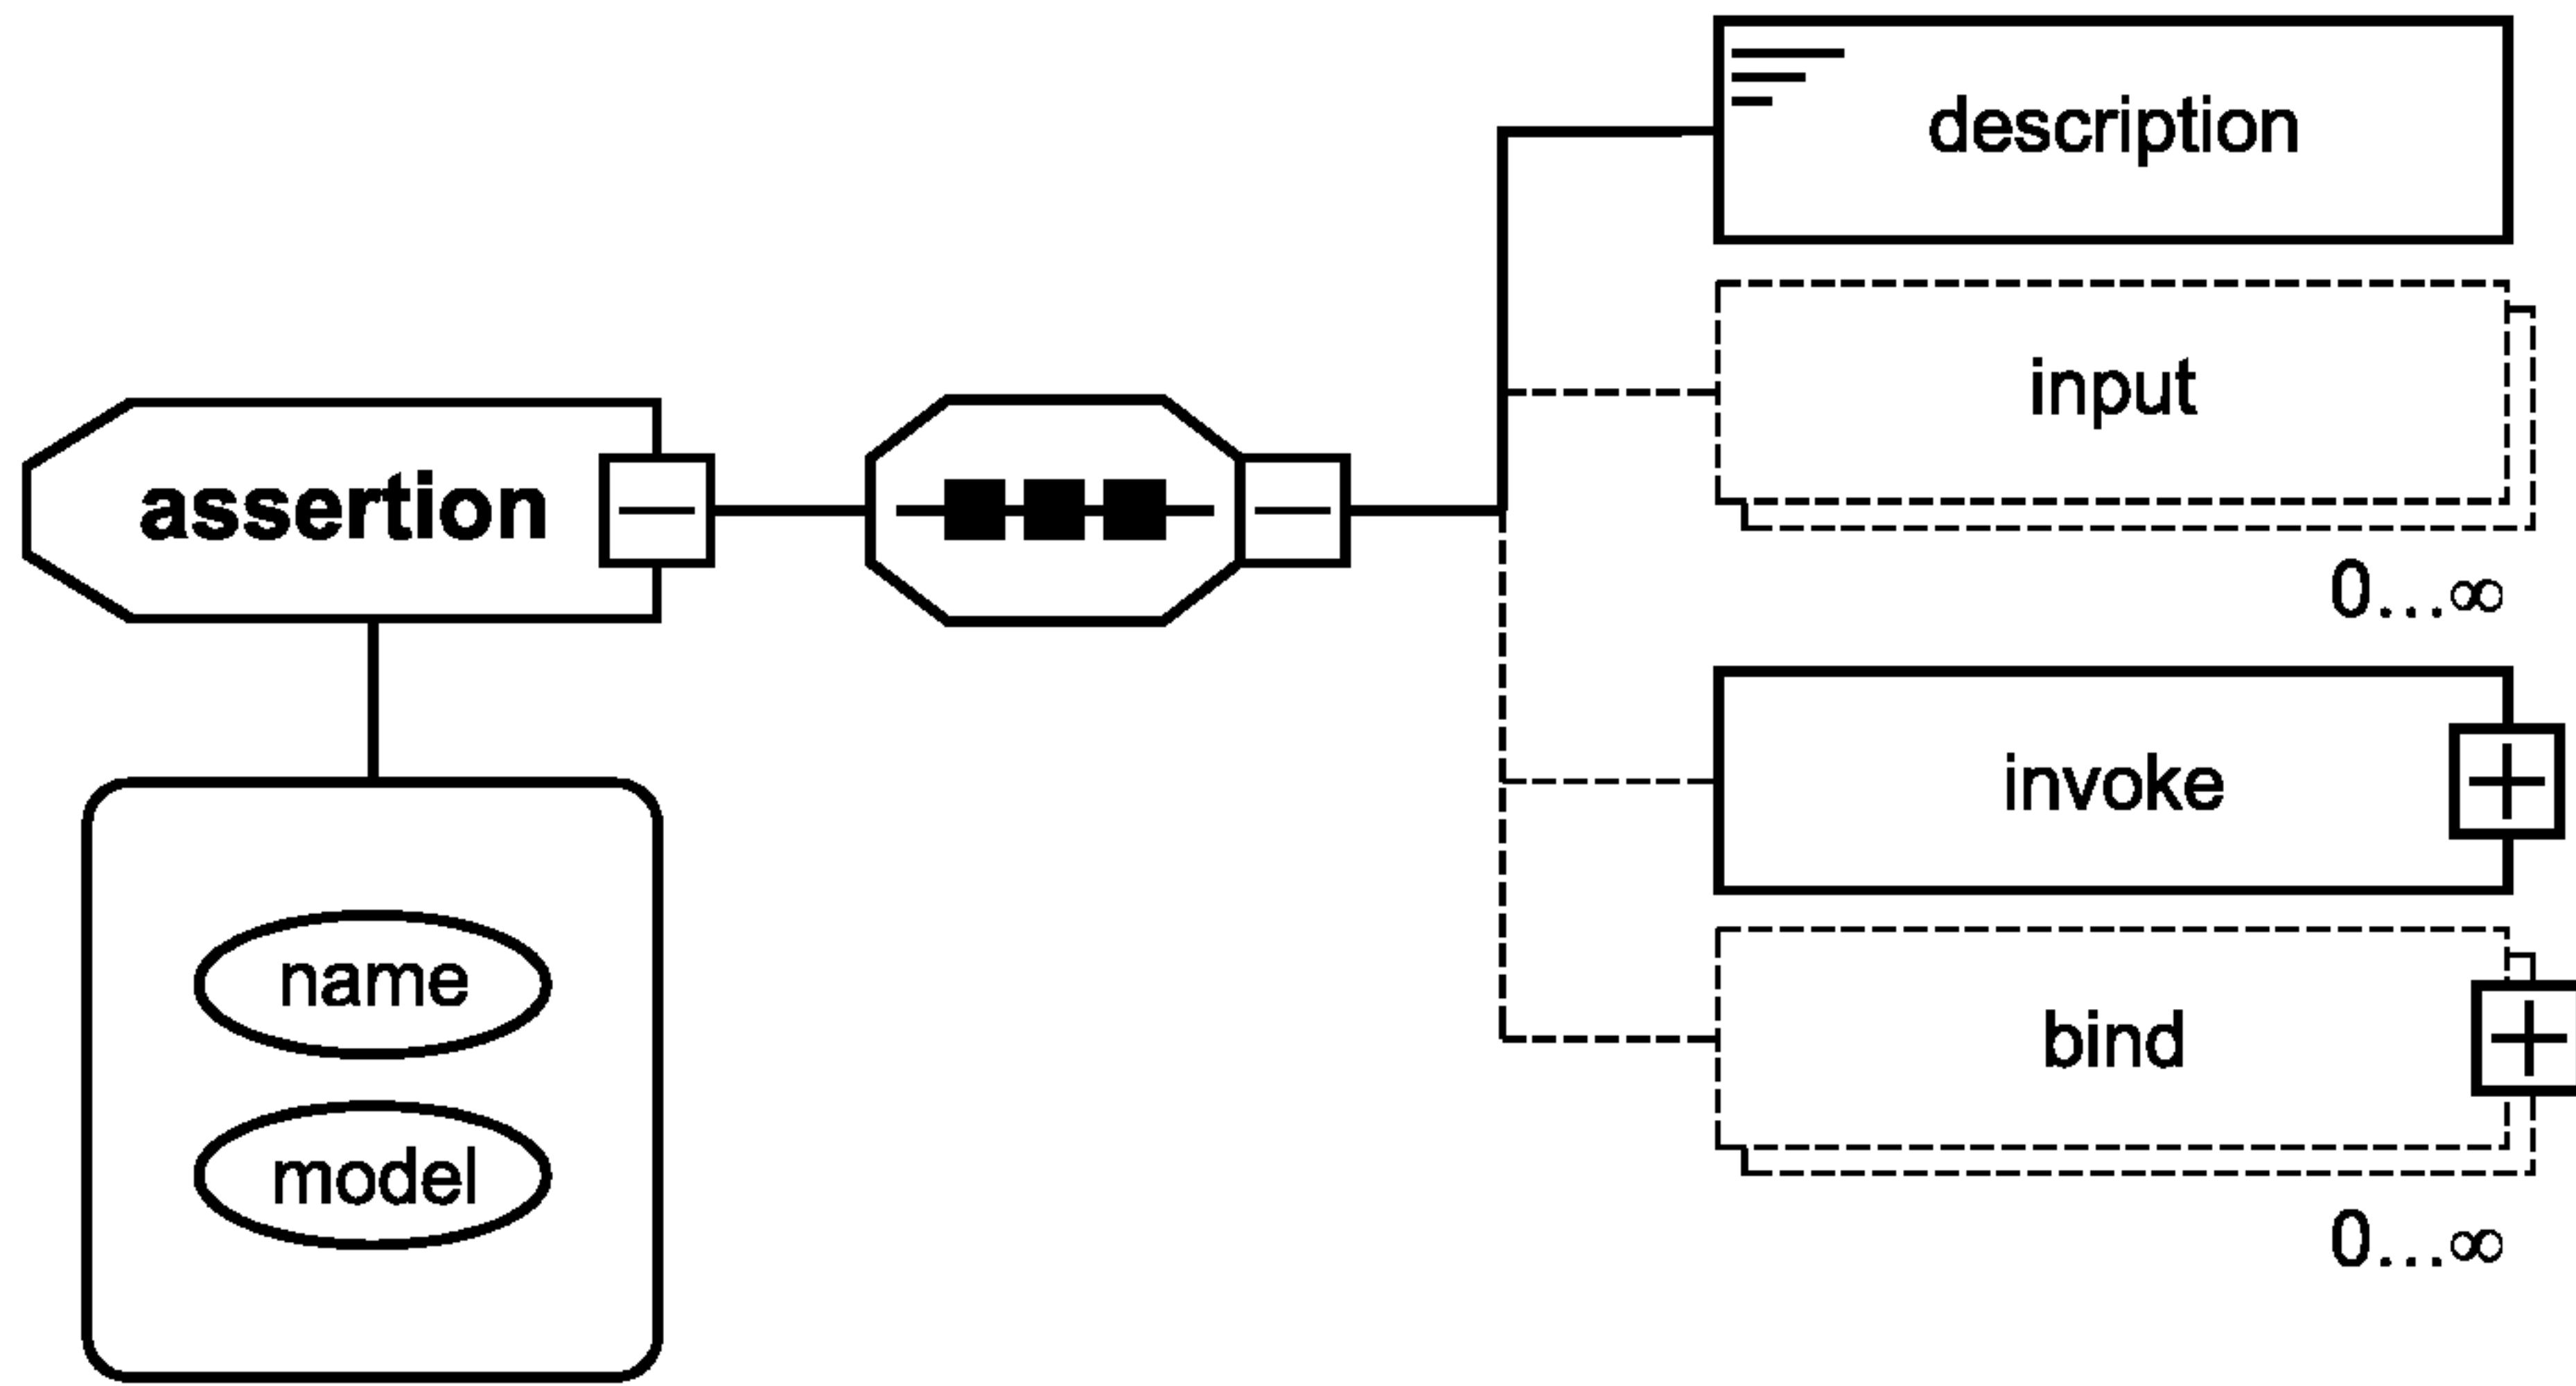 assertion
name
model
description
input
0...∞
invoke
bind
0...∞